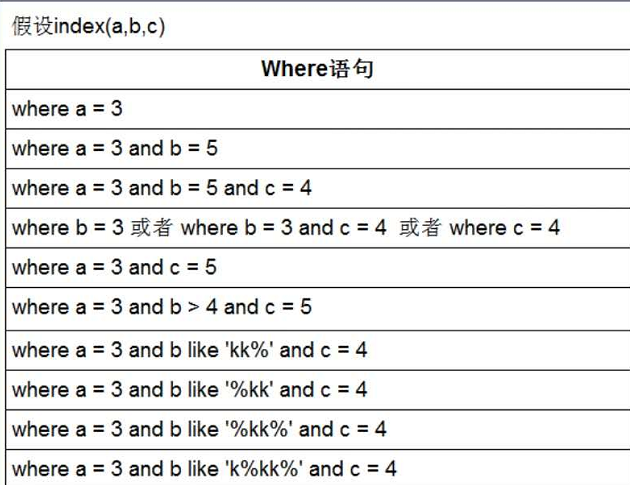 假设index(a,b,c)
Where语句
where a = 3
where a = 3 and b = 5
where a = 3 and b = 5 and c = 4
where b = 3 或者 where b = 3 and c = 4 或者 where c = 4
where a = 3 and c = 5
where a = 3 and b > 4 and c = 5
where a = 3 and b like 'kk%' and c = 4
where a = 3 and b like '%kk' and c = 4
where a = 3 and b like '%kk%' and c = 4
where a = 3 and b like 'k%kk%' and c = 4